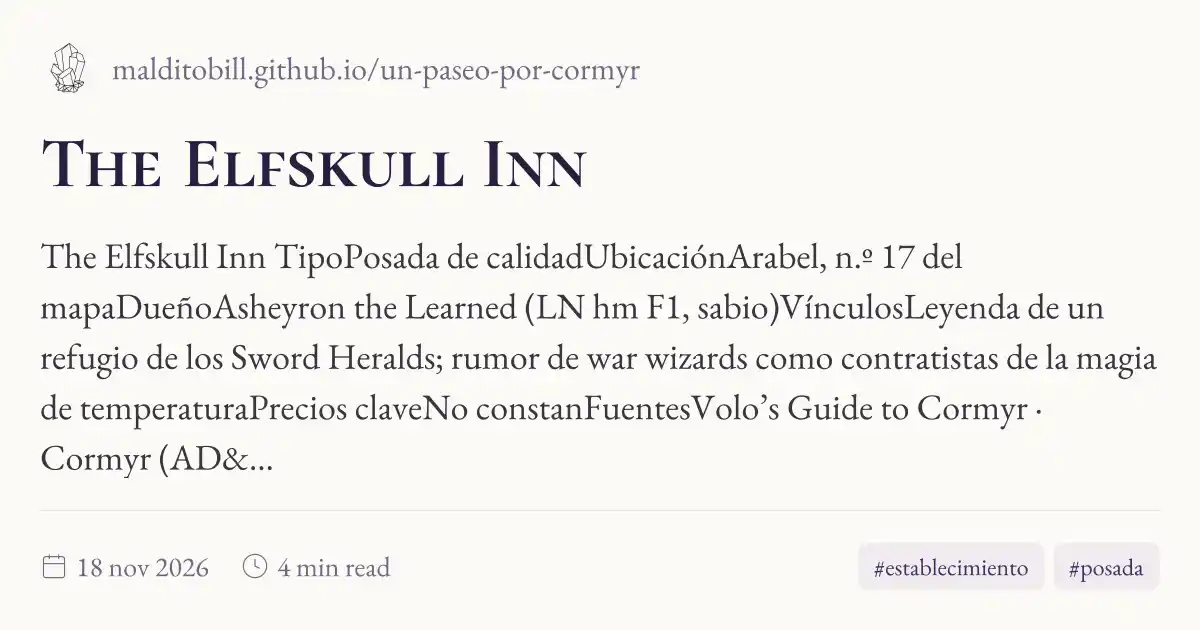 malditobill.github.io/un-paseo-por-cormyr
The Elfskull Inn
The Elfskull Inn TipoPosada de calidadUbicaciónArabel, n.º 17 del
mapaDueñoAsheyron the Learned (LN hm F1, sabio)VínculosLeyenda de un
refugio de los Sword Heralds; rumor de war wizards como contratistas de la magia
de temperaturaPrecios claveNo constanFuentesVolo’s Guide to Cormyr ·
Cormyr (AD&...
18 nov 2026 4 min read #establecimiento #posada